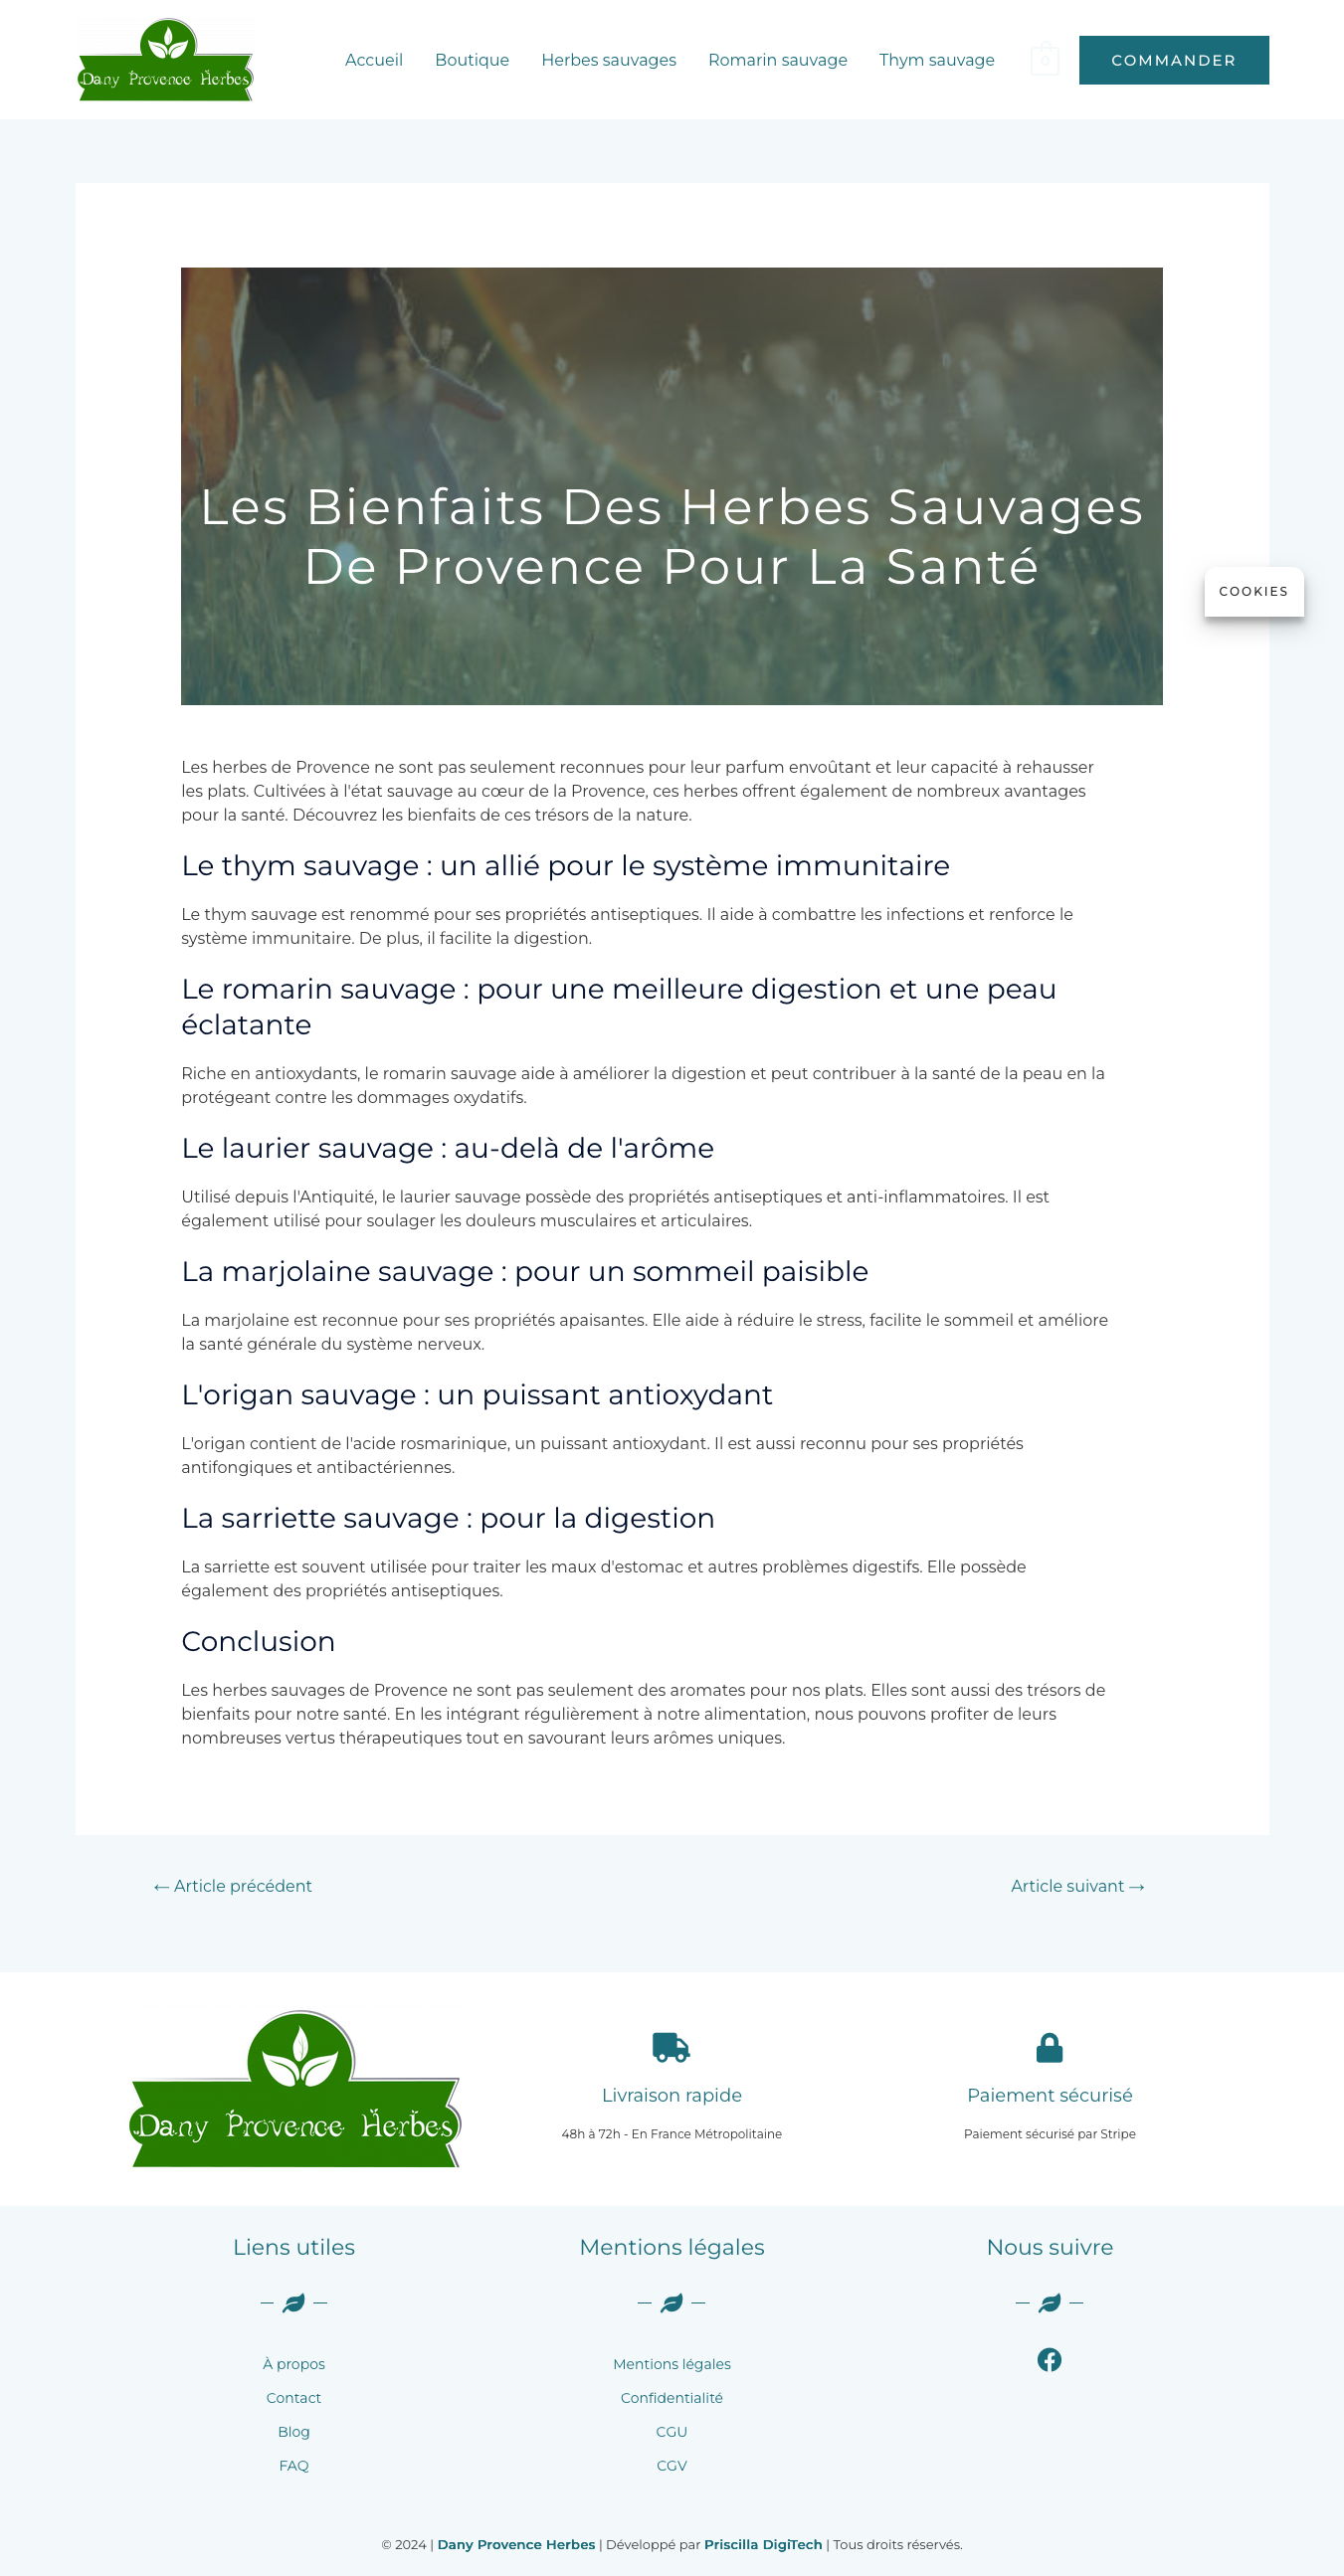 Dany Provence Herbes
Accueil
Boutique
Herbes sauvages
Romarin sauvage
Thym sauvage
0
COMMANDER
Les Bienfaits Des Herbes Sauvages
De Provence Pour La Santé
COOKIES
Les herbes de Provence ne sont pas seulement reconnues pour leur parfum envoûtant et leur capacité à rehausser
les plats. Cultivées à l'état sauvage au cœur de la Provence, ces herbes offrent également de nombreux avantages
pour la santé. Découvrez les bienfaits de ces trésors de la nature.
Le thym sauvage : un allié pour le système immunitaire
Le thym sauvage est renommé pour ses propriétés antiseptiques. Il aide à combattre les infections et renforce le
système immunitaire. De plus, il facilite la digestion.
Le romarin sauvage : pour une meilleure digestion et une peau
éclatante
Riche en antioxydants, le romarin sauvage aide à améliorer la digestion et peut contribuer à la santé de la peau en la
protégeant contre les dommages oxydatifs.
Le laurier sauvage : au-delà de l'arôme
Utilisé depuis l'Antiquité, le laurier sauvage possède des propriétés antiseptiques et anti-inflammatoires. Il est
également utilisé pour soulager les douleurs musculaires et articulaires.
La marjolaine sauvage : pour un sommeil paisible
La marjolaine est reconnue pour ses propriétés apaisantes. Elle aide à réduire le stress, facilite le sommeil et améliore
la santé générale du système nerveux.
L'origan sauvage : un puissant antioxydant
L'origan contient de l'acide rosmarinique, un puissant antioxydant. Il est aussi reconnu pour ses propriétés
antifongiques et antibactériennes.
La sarriette sauvage : pour la digestion
La sarriette est souvent utilisée pour traiter les maux d'estomac et autres problèmes digestifs. Elle possède
également des propriétés antiseptiques.
Conclusion
Les herbes sauvages de Provence ne sont pas seulement des aromates pour nos plats. Elles sont aussi des trésors de
bienfaits pour notre santé. En les intégrant régulièrement à notre alimentation, nous pouvons profiter de leurs
nombreuses vertus thérapeutiques tout en savourant leurs arômes uniques.
← Article précédent
Article suivant →
Dany Provence Herbes
Livraison rapide
48h à 72h - En France Métropolitaine
Paiement sécurisé
Paiement sécurisé par Stripe
Liens utiles
À propos
Contact
Blog
FAQ
Mentions légales
Mentions légales
Confidentialité
CGU
CGV
Nous suivre
© 2024 | Dany Provence Herbes | Développé par Priscilla DigiTech | Tous droits réservés.